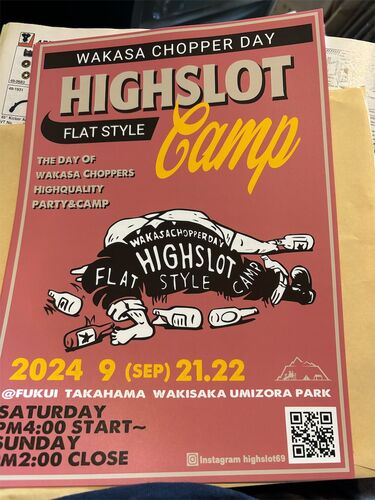 WAKASA CHOPPER DAY
HIGHSLOT
FLAT STYLE
Camp
THE DAY OF
WAKASA CHOPPERS
HIGHQUALITY
PARTY&CAMP
WAKASACHOPPERDAY
HIGHSLOT
FLAT STYLE CAMP
2024 9 (SEP) 21.22
@FUKUI TAKAHAMA WAKISAKA UMIZORA PARK
SATURDAY
PM4:00 START~
SUNDAY
PM2:00 CLOSE
Instagram highslot69